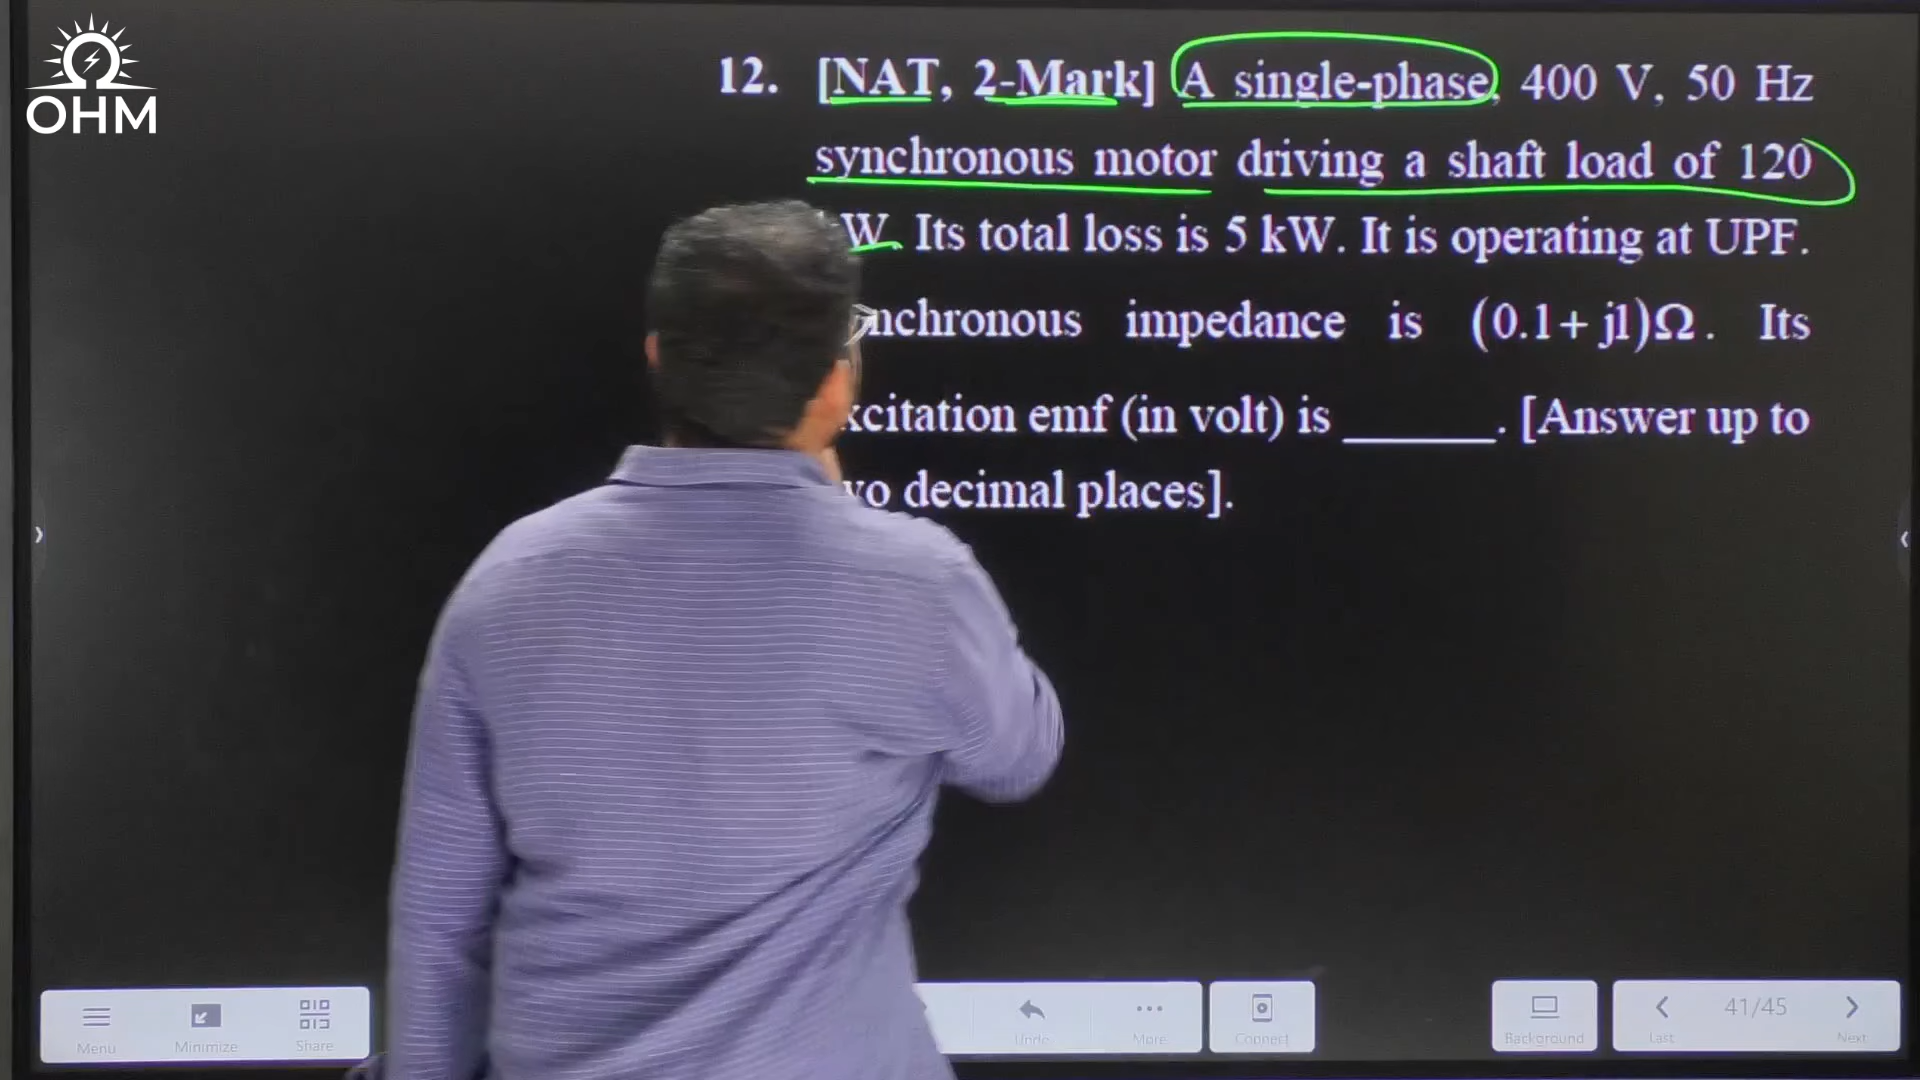 OHM
12. [NAT, 2-Mark] A single-phase, 400 V, 50 Hz
synchronous motor driving a shaft load of 120
W. Its total loss is 5 kW. It is operating at UPF.
impedance is (0.1+ j1)Ω. Its
emf (in volt) is ______. [Answer up to
decimal places].
Menu Minimize Share Undo More Connect Background Last 41/45 Next